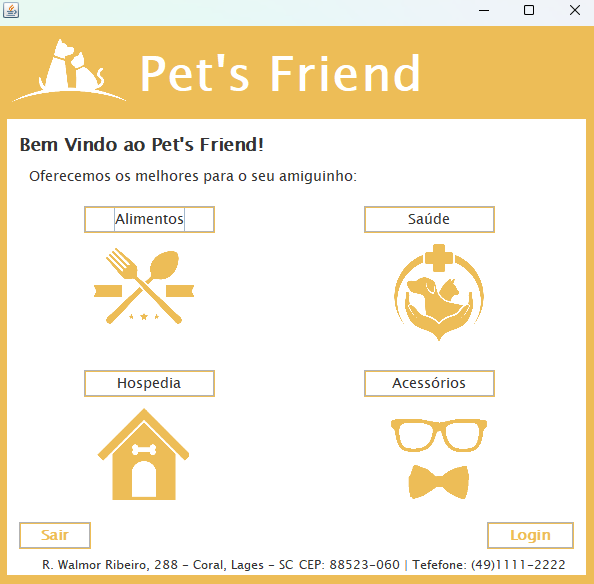 Pet's Friend
Bem Vindo ao Pet's Friend!
Oferecemos os melhores para o seu amiguinho:
Alimentos
Saúde
Hospedia
Acessórios
Sair
Login
R. Walmor Ribeiro, 288 - Coral, Lages - SC CEP: 88523-060 | Tefefone: (49)1111-2222